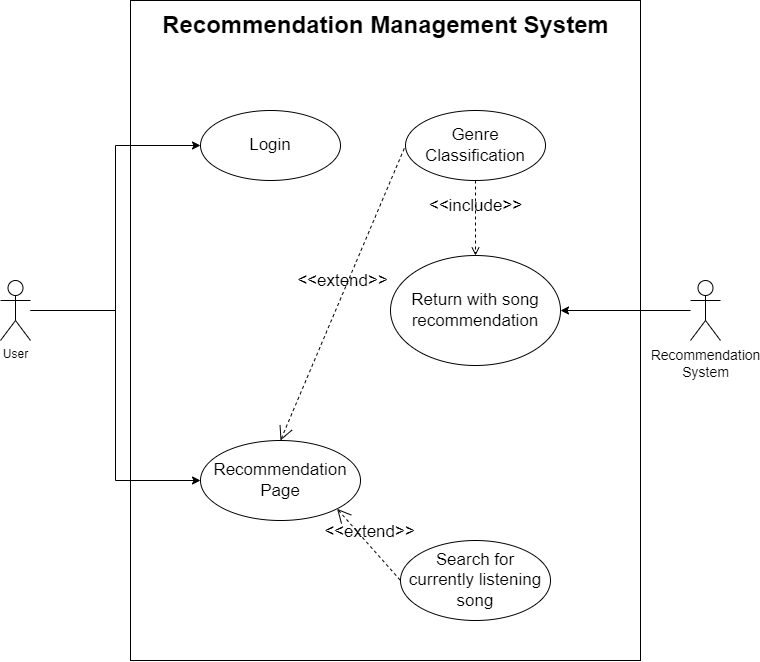 Recommendation Management System
Login
Genre
Classification
<<include>>
<<extend>>
Return with song
recommendation
User
Recommendation
System
Recommendation
Page
<<extend>>
Search for
currently listening
song